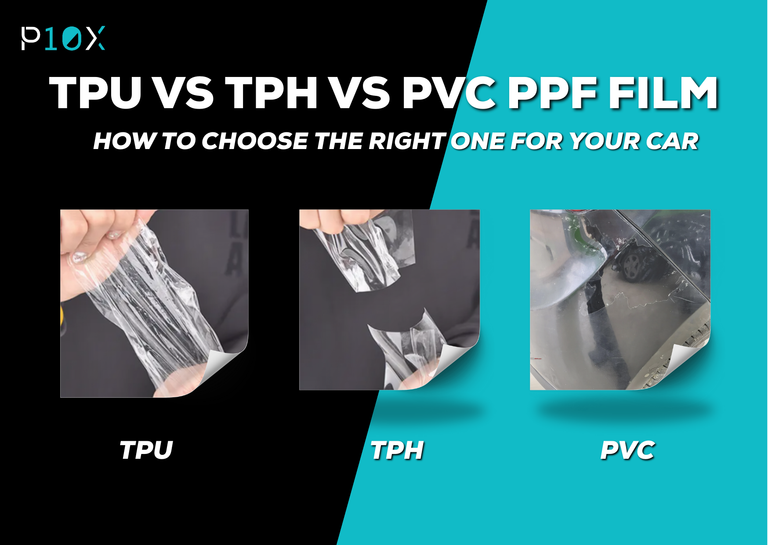 P10X
TPU VS TPH VS PVC PPF FILM
HOW TO CHOOSE THE RIGHT ONE FOR YOUR CAR
TPU
TPH
PVC